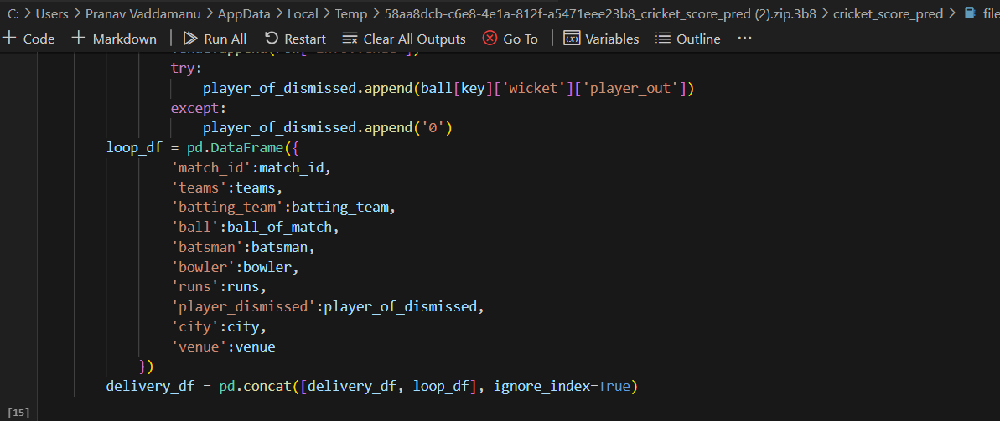 C: > Users > Pranav Vaddamanu > AppData > Local > Temp > 58aa8dcb-c6e8-4e1a-812f-a5471eee23b8_cricket_score_pred (2).zip.3b8 > cricket_score_pred > file
+ Code + Markdown Run All Restart Clear All Outputs Go To Variables Outline ...
try:
player_of_dismissed.append(ball[key]['wicket']['player_out'])
except:
player_of_dismissed.append('0')
loop_df = pd.DataFrame({
'match_id':match_id,
'teams':teams,
'batting_team':batting_team,
'ball':ball_of_match,
'batsman':batsman,
'bowler':bowler,
'runs':runs,
'player_dismissed':player_of_dismissed,
'city':city,
'venue':venue
})
delivery_df = pd.concat([delivery_df, loop_df], ignore_index=True)
[15]